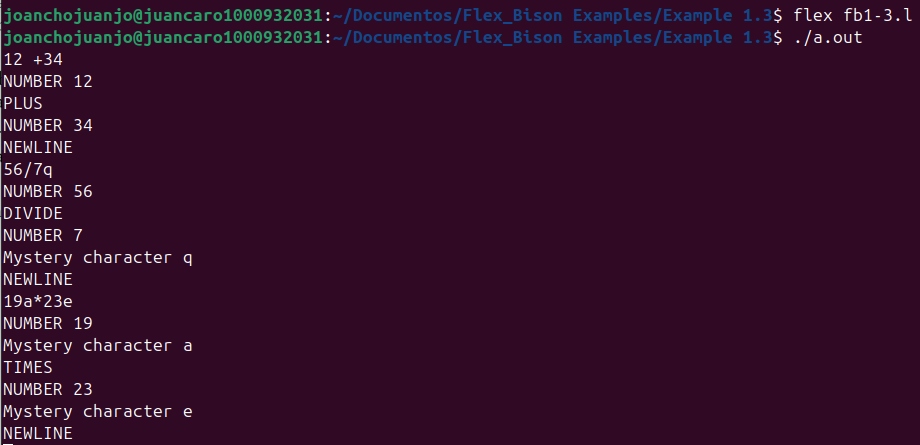 joanchojuanjo@juancaro1000932031:~/Documentos/Flex_Bison Examples/Example 1.3$ flex fb1-3.l
joanchojuanjo@juancaro1000932031:~/Documentos/Flex_Bison Examples/Example 1.3$ ./a.out
12 +34
NUMBER 12
PLUS
NUMBER 34
NEWLINE
56/7q
NUMBER 56
DIVIDE
NUMBER 7
Mystery character q
NEWLINE
19a*23e
NUMBER 19
Mystery character a
TIMES
NUMBER 23
Mystery character e
NEWLINE